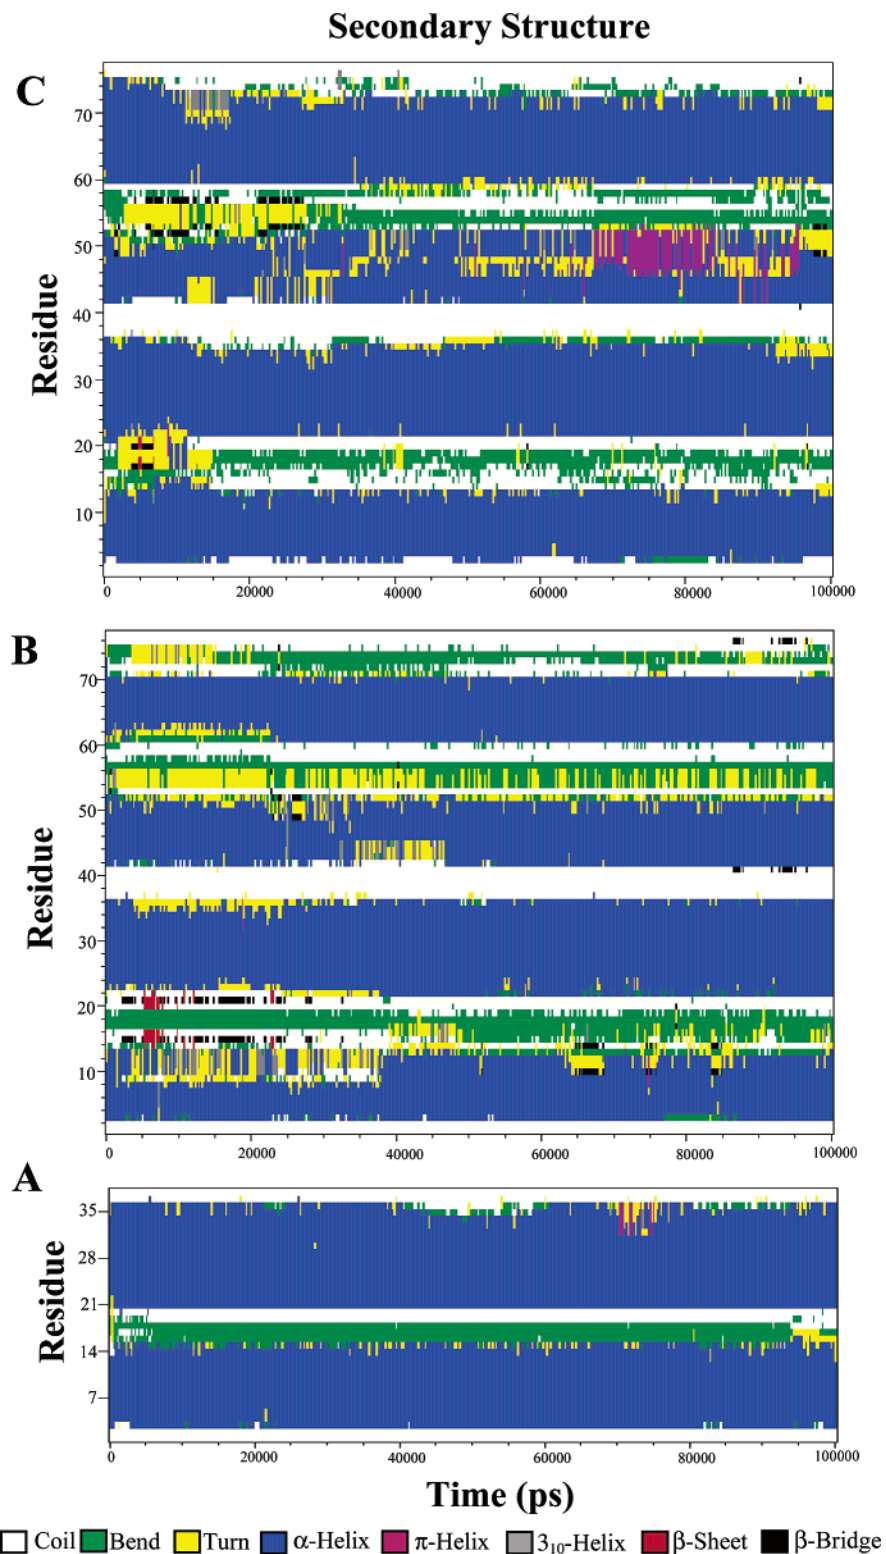 Secondary Structure
C
70
60
50
40
30
20
10
Residue
0 20000 40000 60000 80000 100000
B
70
60
50
40
30
20
10
Residue
0 20000 40000 60000 80000 100000
A
35
28
21
14
7
Residue
0 20000 40000 60000 80000 100000
Time (ps)
Coil Bend Turn α-Helix π-Helix 3₁₀-Helix β-Sheet β-Bridge